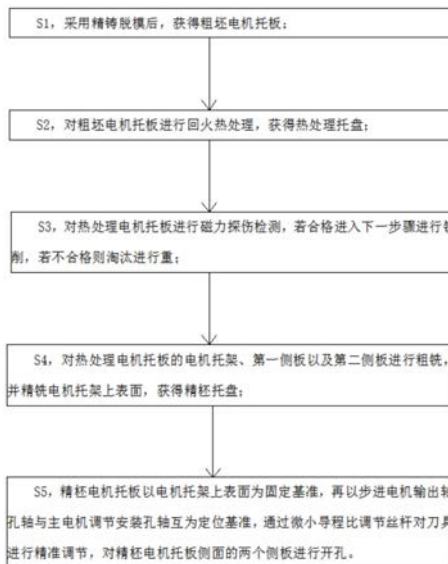 S1，采用精铸脱模后，获得粗坯电机托板；
S2，对粗坯电机托板进行回火热处理，获得热处理托盘；
S3，对热处理电机托板进行磁力探伤检测，若合格进入下一步骤进行
削，若不合格则淘汰进行重；
S4，对热处理电机托板的电机托架、第一侧板以及第二侧板进行粗铣，
并精铣电机托架上表面，获得精柸托盘；
S5，精柸电机托板以电机托架上表面为固定基准，再以步进电机输出轴
孔轴与主电机调节安装孔轴互为定位基准，通过微小导程比调节丝杆对刀具
进行精准调节，对精柸电机托板侧面的两个侧板进行开孔。